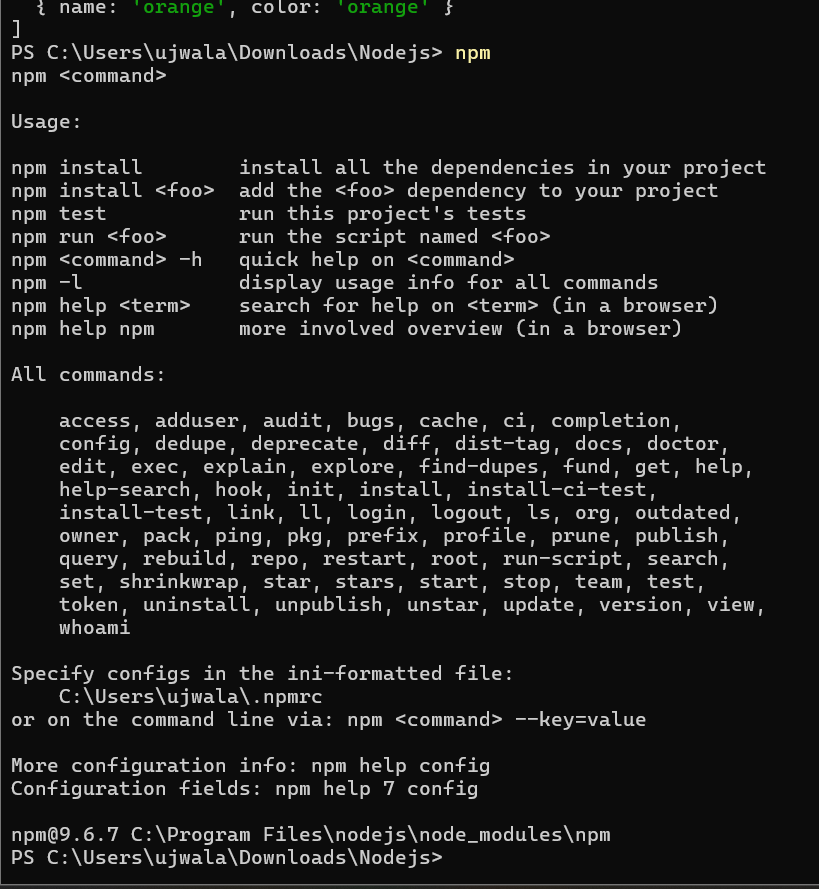 { name: 'orange', color: 'orange' }
]
PS C:\Users\ujwala\Downloads\Nodejs> npm
npm <command>
Usage:
npm install        install all the dependencies in your project
npm install <foo>  add the <foo> dependency to your project
npm test           run this project's tests
npm run <foo>      run the script named <foo>
npm <command> -h   quick help on <command>
npm -l             display usage info for all commands
npm help <term>    search for help on <term> (in a browser)
npm help npm       more involved overview (in a browser)
All commands:
access, adduser, audit, bugs, cache, ci, completion,
config, dedupe, deprecate, diff, dist-tag, docs, doctor,
edit, exec, explain, explore, find-dupes, fund, get, help,
help-search, hook, init, install, install-ci-test,
install-test, link, ll, login, logout, ls, org, outdated,
owner, pack, ping, pkg, prefix, profile, prune, publish,
query, rebuild, repo, restart, root, run-script, search,
set, shrinkwrap, star, stars, start, stop, team, test,
token, uninstall, unpublish, unstar, update, version, view,
whoami
Specify configs in the ini-formatted file:
C:\Users\ujwala\.npmrc
or on the command line via: npm <command> --key=value
More configuration info: npm help config
Configuration fields: npm help 7 config
npm@9.6.7 C:\Program Files\nodejs\node_modules\npm
PS C:\Users\ujwala\Downloads\Nodejs>